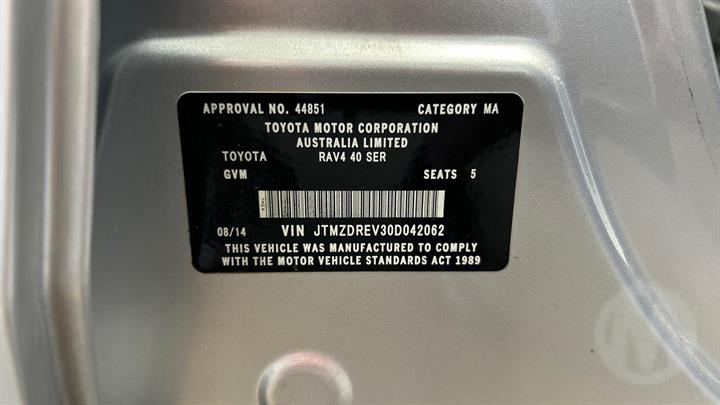 APPROVAL NO. 44851 CATEGORY MA
TOYOTA MOTOR CORPORATION
AUSTRALIA LIMITED
TOYOTA RAV4 40 SER
GVM SEATS 5
08/14 VIN JTMZDREV30D042062
THIS VEHICLE WAS MANUFACTURED TO COMPLY
WITH THE MOTOR VEHICLE STANDARDS ACT 1989
M